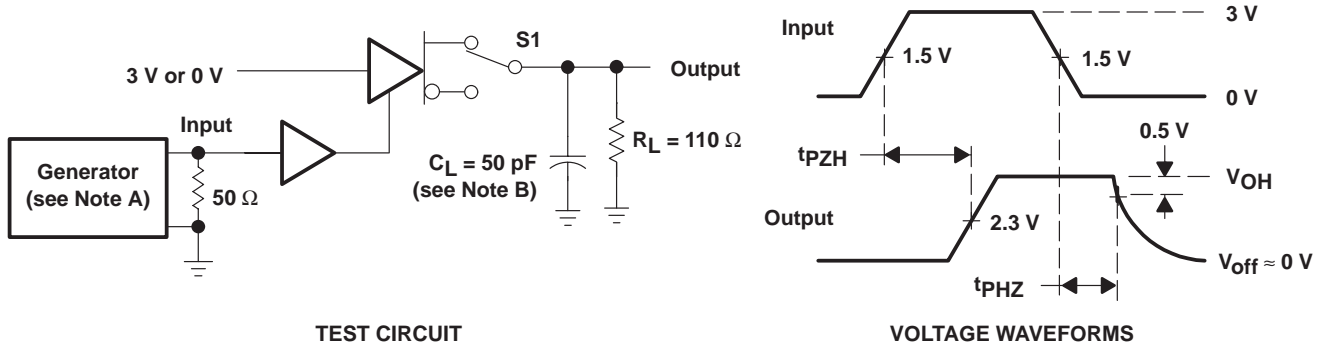 S1
3 V or 0 V
Output
Input
Generator
(see Note A)
50 Ω
CL = 50 pF
(see Note B)
RL = 110 Ω
TEST CIRCUIT
Input
3 V
1.5 V
1.5 V
0 V
0.5 V
tPZH
VOH
Output
2.3 V
Voff ≈ 0 V
tPHZ
VOLTAGE WAVEFORMS